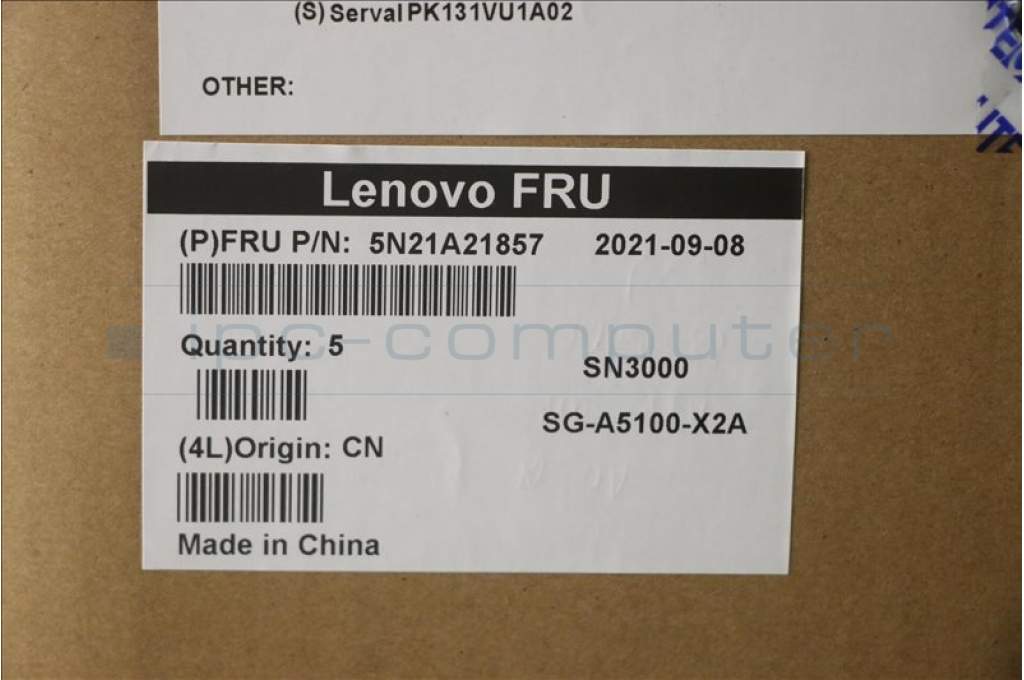 (S) Serval PK131VU1A02
OTHER:
Lenovo FRU
(P)FRU P/N: 5N21A21857 2021-09-08
Quantity: 5
ipc-computer
SN3000
SG-A5100-X2A
(4L)Origin: CN
Made in China